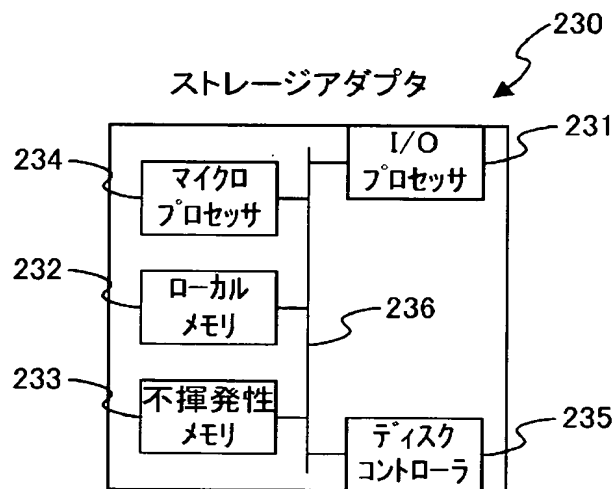 230
ストレージアダプタ
I/O
プロセッサ
231
234
マイクロ
プロセッサ
232
ローカル
メモリ
236
233
不揮発性
メモリ
ディスク
コントローラ
235